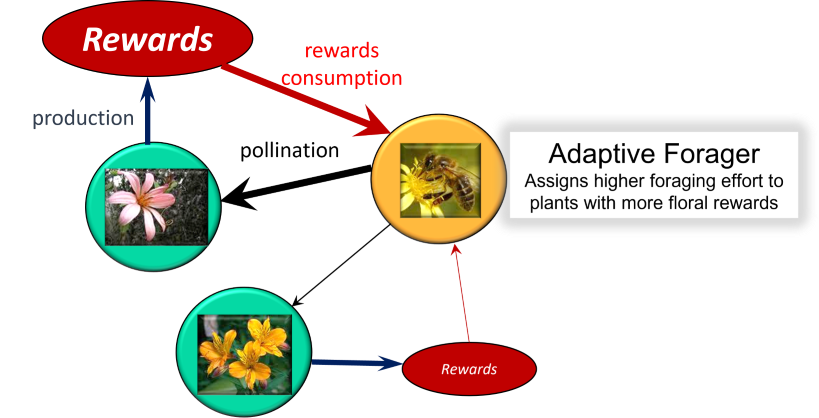 Rewards
rewards
consumption
production
pollination
Adaptive Forager
Assigns higher foraging effort to
plants with more floral rewards
Rewards